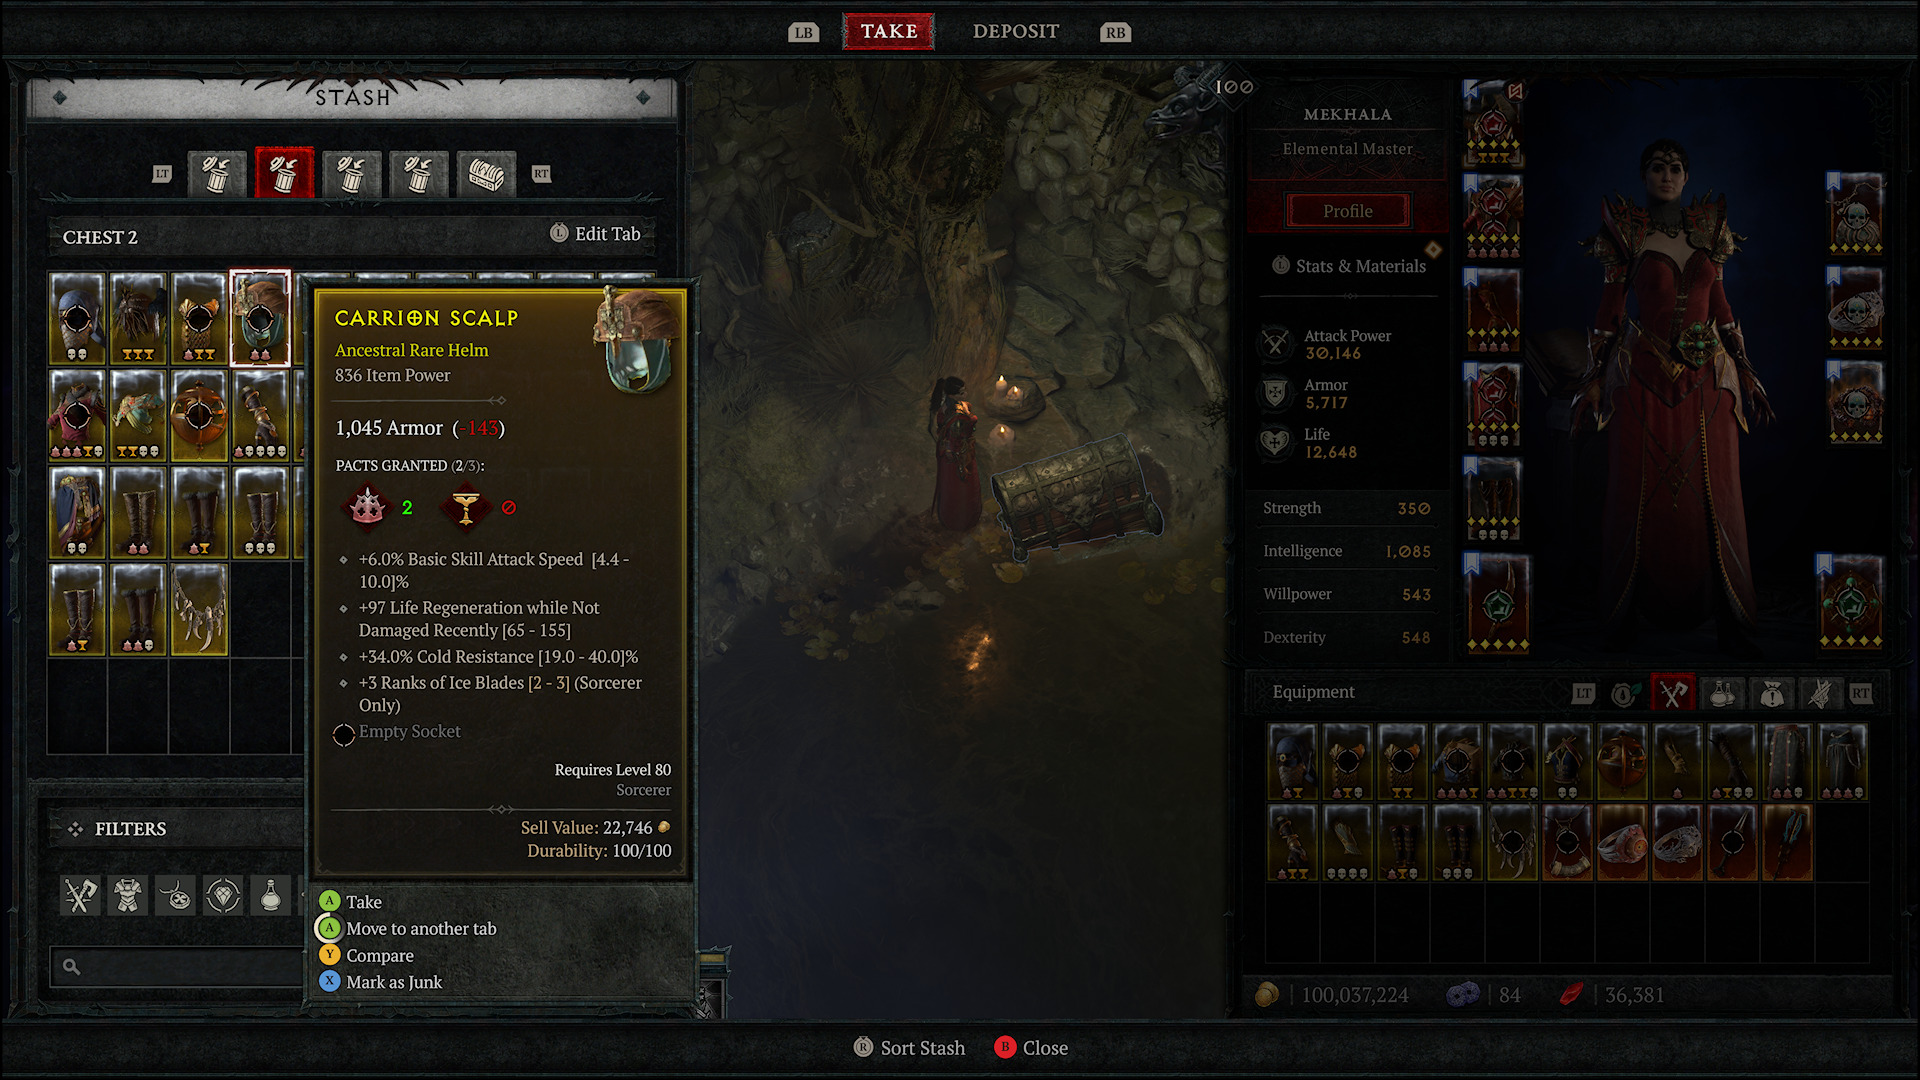 LB TAKE DEPOSIT RB
STASH
LT RT
CHEST 2
L Edit Tab
CARRION SCALP
Ancestral Rare Helm
836 Item Power
1,045 Armor (-143)
PACTS GRANTED (2/3):
2
+6.0% Basic Skill Attack Speed [4.4 -
10.0]%
+97 Life Regeneration while Not
Damaged Recently [65 - 155]
+34.0% Cold Resistance [19.0 - 40.0]%
+3 Ranks of Ice Blades [2 - 3] (Sorcerer
Only)
Empty Socket
Requires Level 80
Sorcerer
Sell Value: 22,746
Durability: 100/100
A Take
A Move to another tab
Y Compare
X Mark as Junk
FILTERS
100
MEKHALA
Elemental Master
Profile
L Stats & Materials
Attack Power
30,146
Armor
5,717
Life
12,648
Strength 350
Intelligence 1,085
Willpower 543
Dexterity 548
Equipment LT RT
100,037,224 84 36,381
R Sort Stash B Close